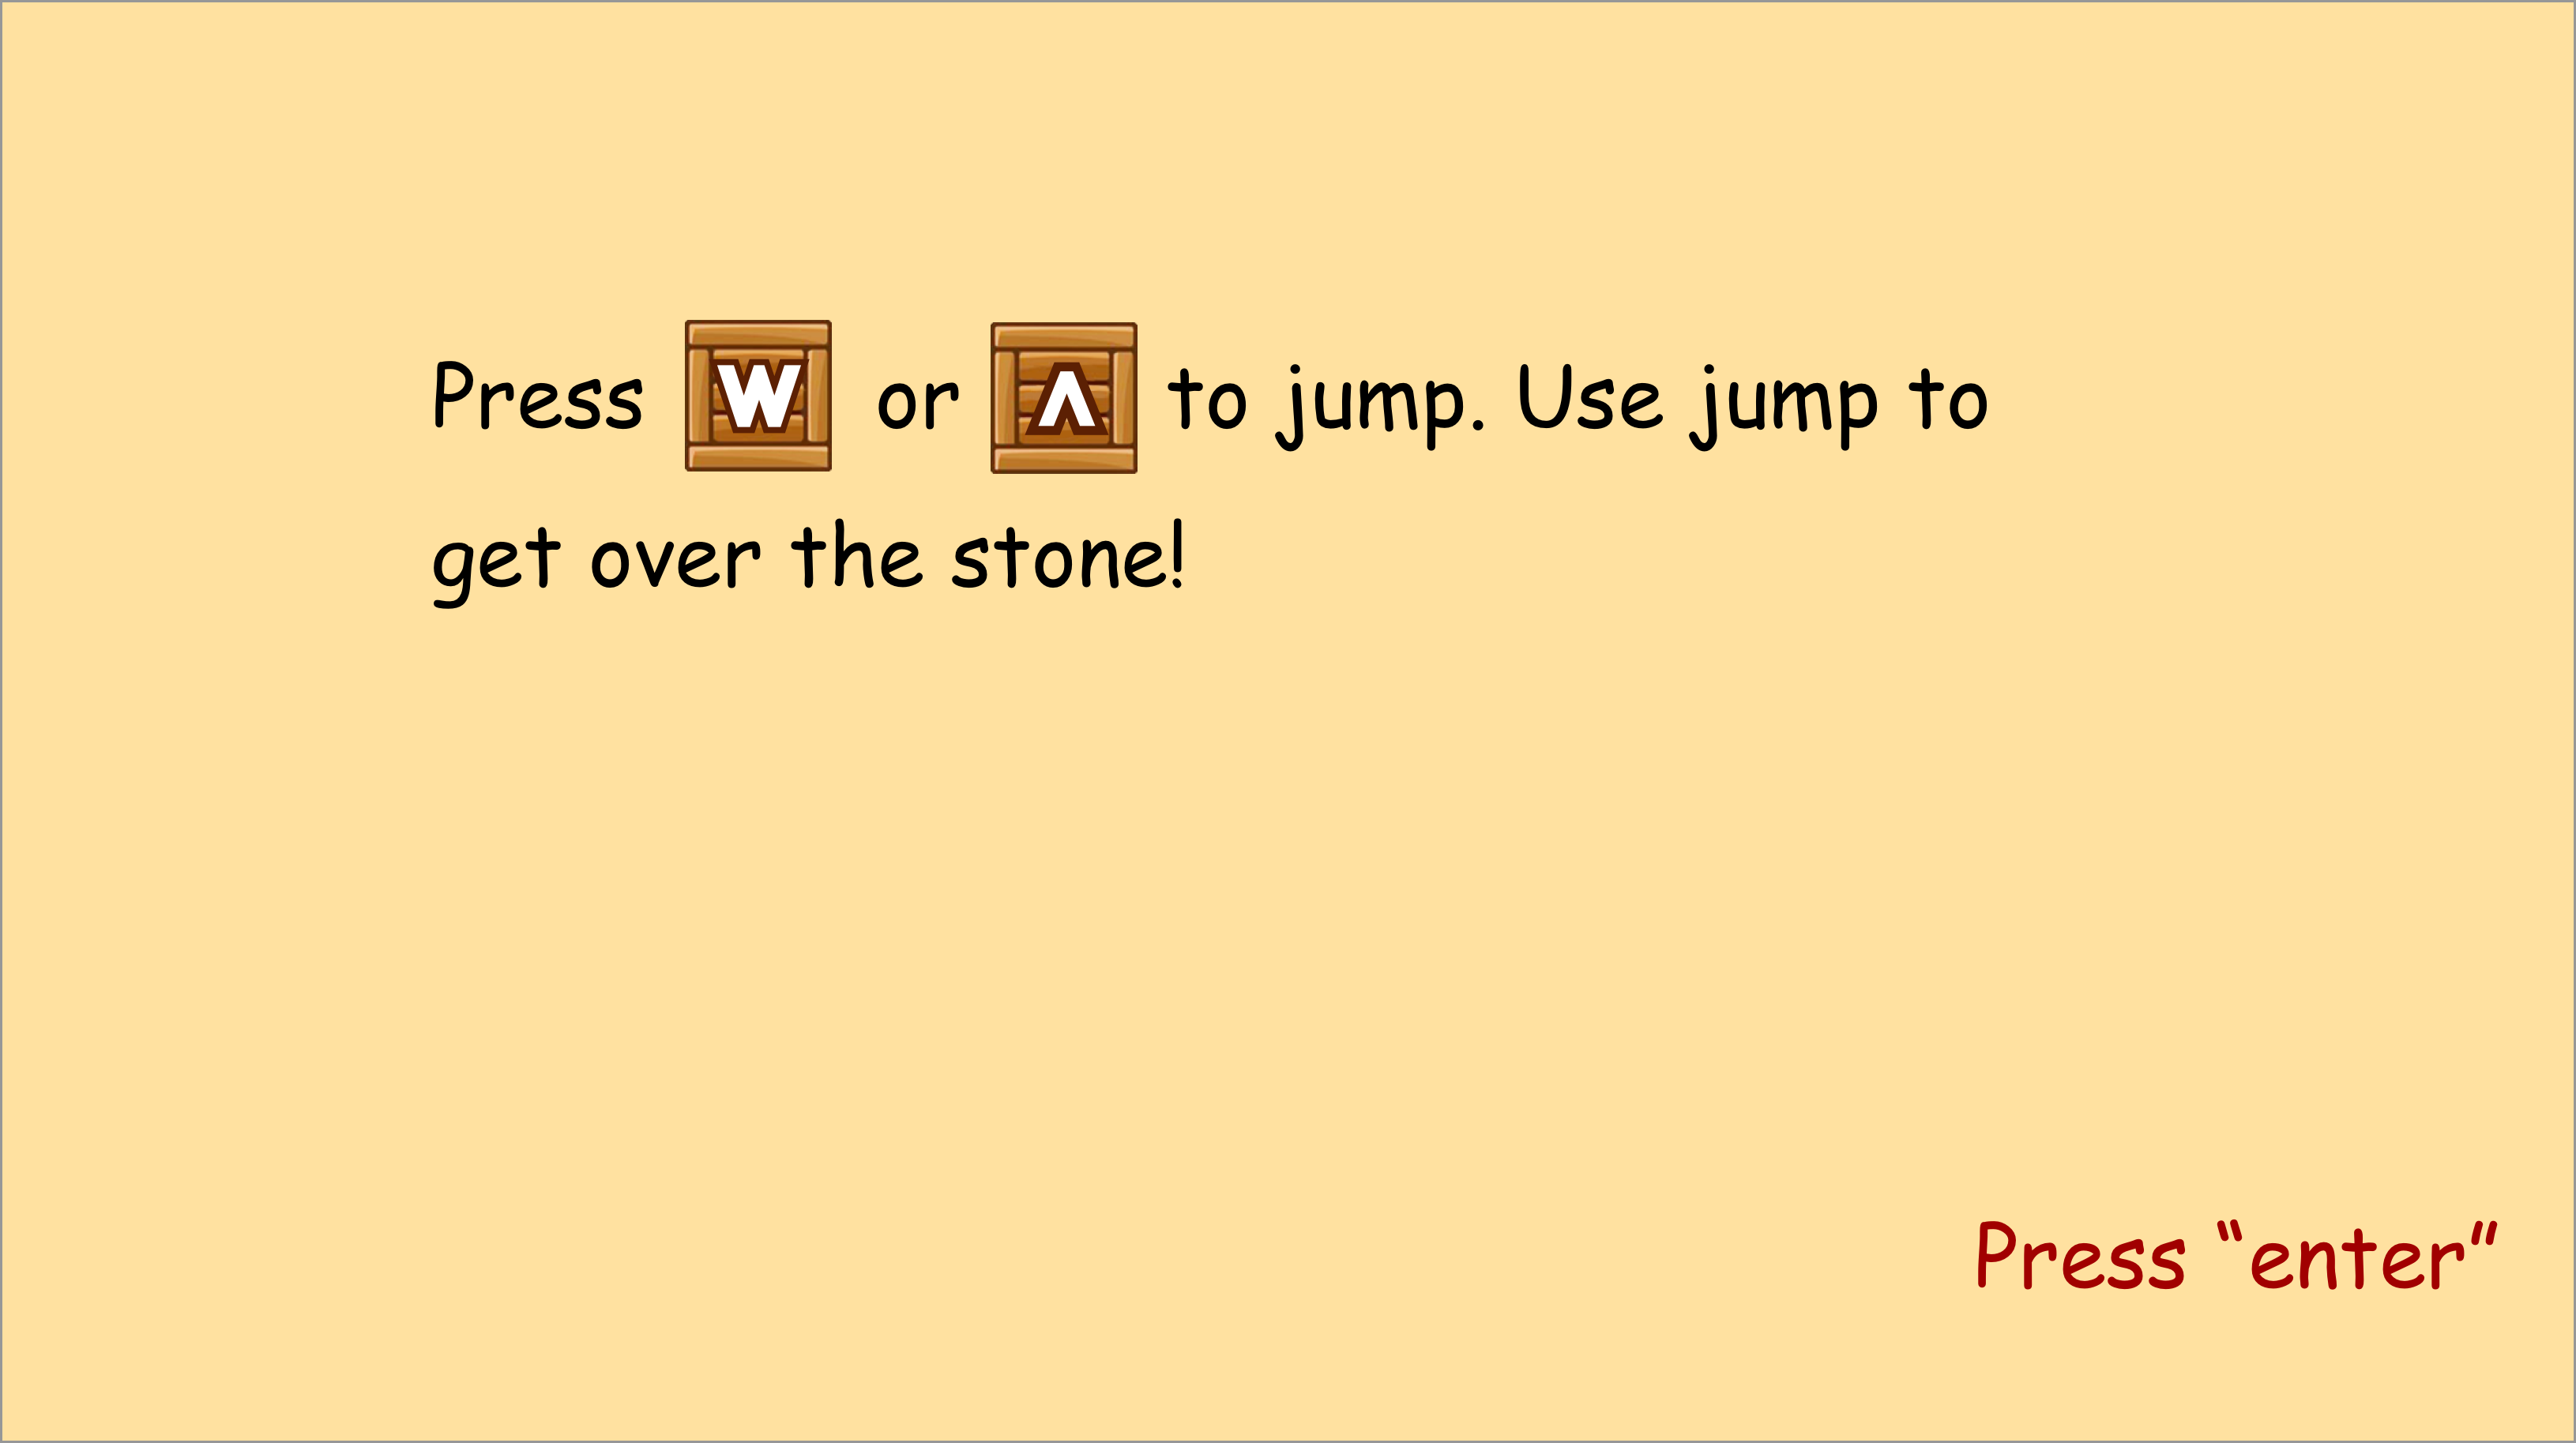 Press W or Λ to jump. Use jump to
get over the stone!
Press “enter”